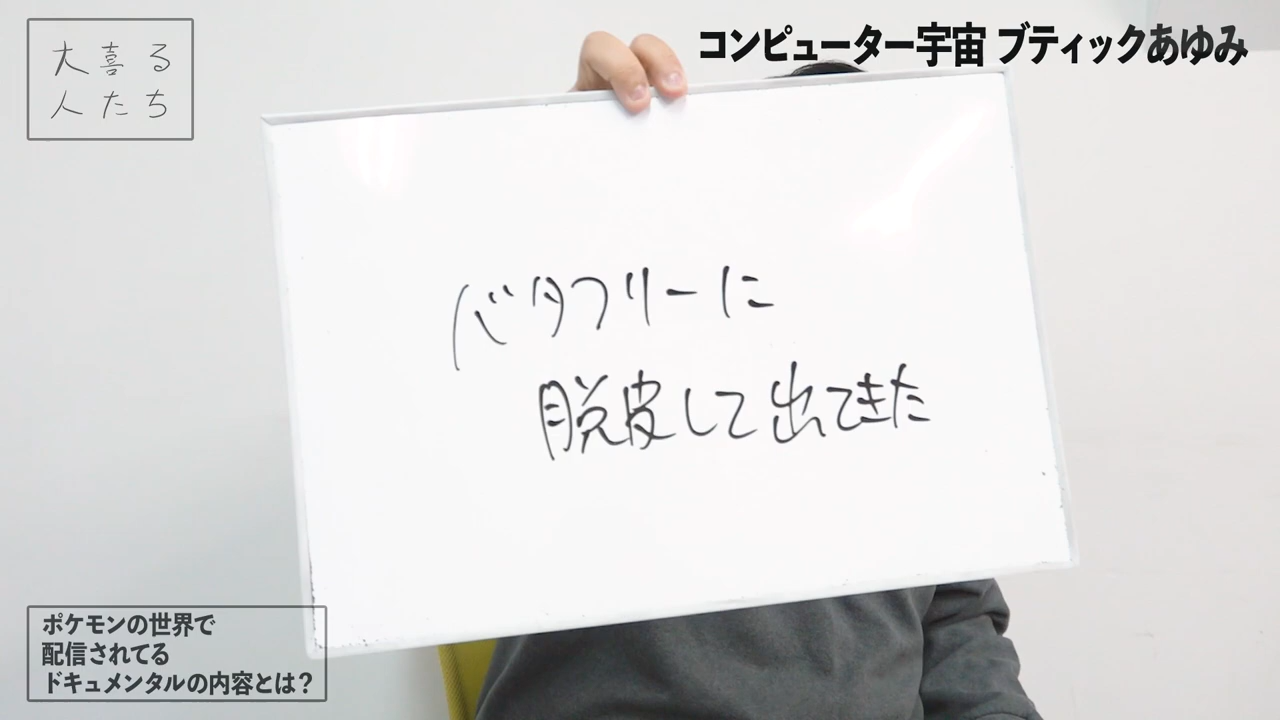 大喜る
人たち
コンピューター宇宙 ブティックあゆみ
バタフリーに
脱皮して出てきた
ポケモンの世界で
配信されてる
ドキュメンタルの内容とは？